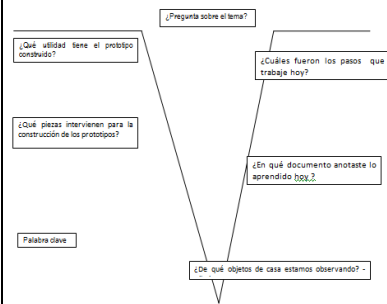 ¿Pregunta sobre el tema?
¿Qué utilidad tiene el prototipo
construido?
¿Cuáles fueron los pasos que
trabaje hoy?
¿Qué piezas intervienen para la
construcción de los prototipos?
¿En qué documento anotaste lo
aprendido hoy.?
Palabra clave
¿De qué objetos de casa estamos observando? -